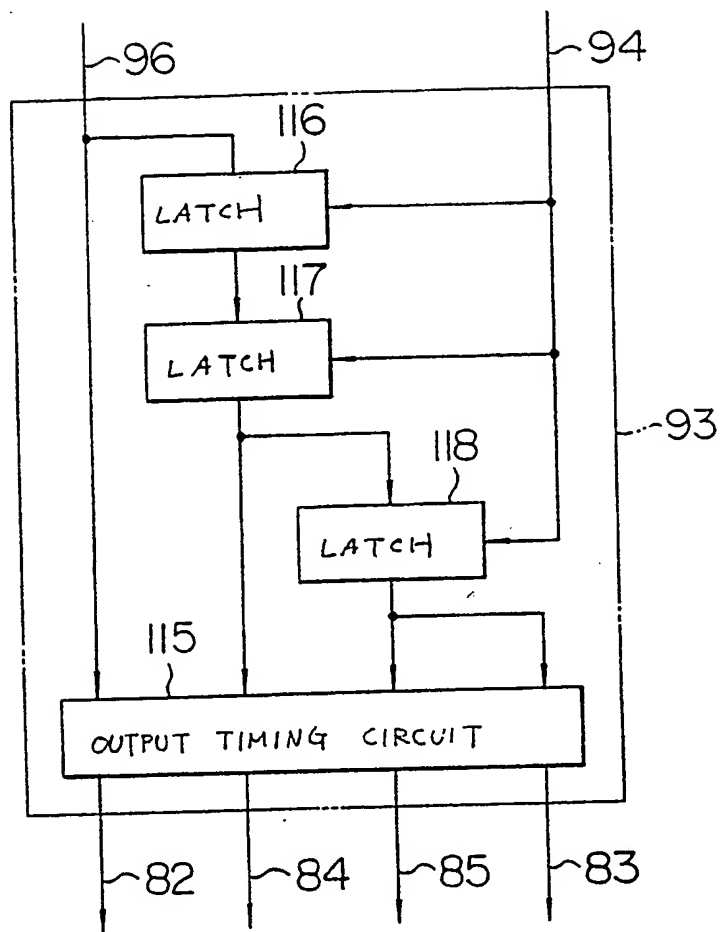 96
94
116
LATCH
117
LATCH
93
118
LATCH
115
OUTPUT TIMING CIRCUIT
82
84
85
83